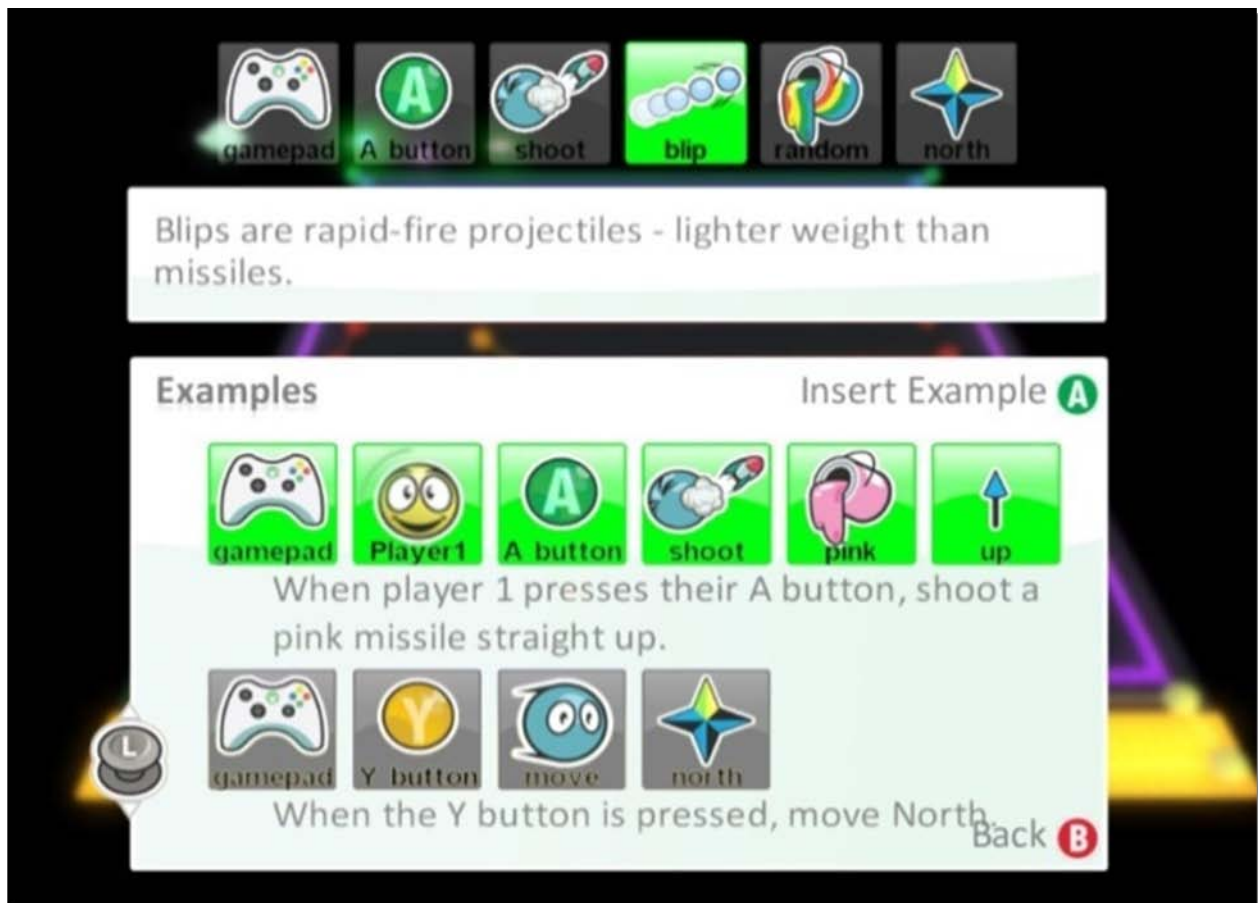 gamepad A button shoot blip random north
Blips are rapid-fire projectiles - lighter weight than
missiles.
Examples
Insert Example A
gamepad Player1 A button shoot pink up
When player 1 presses their A button, shoot a
pink missile straight up.
gamepad Y button move north
When the Y button is pressed, move North.
Back B
L